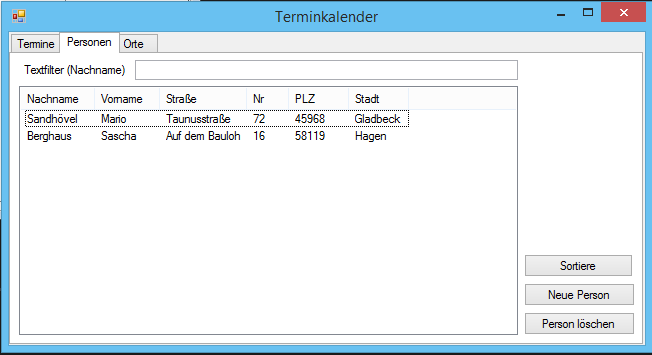 Terminkalender
Termine Personen Orte
Textfilter (Nachname)
Nachname Vorname Straße Nr PLZ Stadt
Sandhövel Mario Taunusstraße 72 45968 Gladbeck
Berghaus Sascha Auf dem Bauloh 16 58119 Hagen
Sortiere
Neue Person
Person löschen